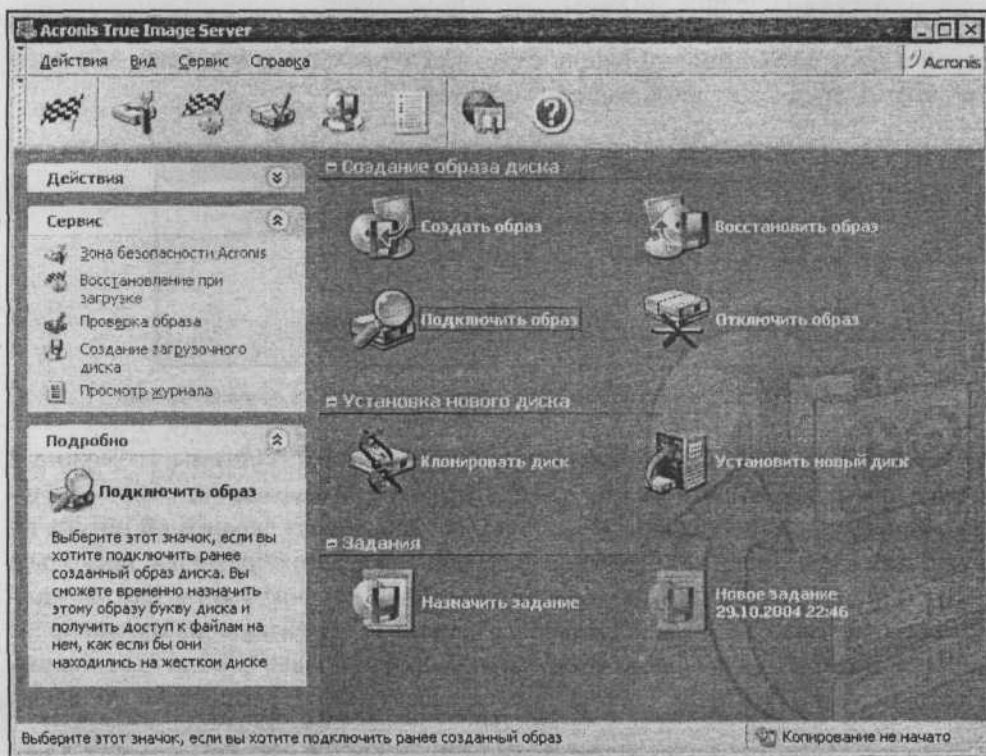 Acronis True Image Server
Действия Вид Сервис Справка
Acronis
Действия
Сервис
Зона безопасности Acronis
Восстановление при
загрузке
Проверка образа
Создание загрузочного
диска
Просмотр журнала
Подробно
Подключить образ
Выберите этот значок, если вы
хотите подключить ранее
созданный образ диска. Вы
сможете временно назначить
этому образу букву диска и
получить доступ к файлам на
нем, как если бы они
находились на жестком диске
Создание образа диска
Создать образ
Восстановить образ
Подключить образ
Отключить образ
Установка нового диска
Клонировать диск
Установить новый диск
Задания
Назначить задание
Новое задание
29.10.2004 22:46
Выберите этот значок, если вы хотите подключить ранее созданный образ
Копирование не начато